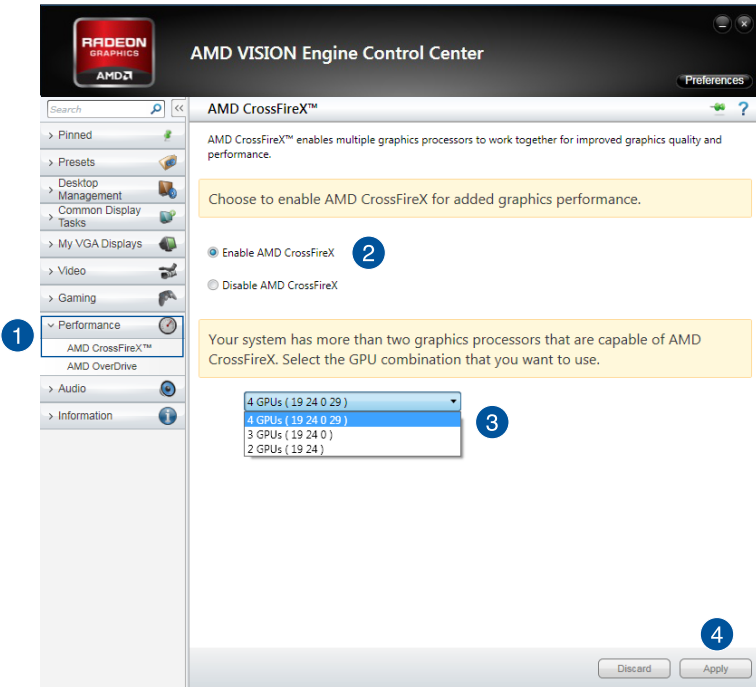 RADEON
GRAPHICS
AMD
AMD VISION Engine Control Center
Preferences
Search
<<
AMD CrossFireX™
?
Pinned
Presets
Desktop
Management
Common Display
Tasks
My VGA Displays
Video
Gaming
1
Performance
AMD CrossFireX™
AMD OverDrive
Audio
Information
AMD CrossFireX™ enables multiple graphics processors to work together for improved graphics quality and
performance.
Choose to enable AMD CrossFireX for added graphics performance.
Enable AMD CrossFireX
2
Disable AMD CrossFireX
Your system has more than two graphics processors that are capable of AMD
CrossFireX. Select the GPU combination that you want to use.
4 GPUs ( 19 24 0 29 )
4 GPUs ( 19 24 0 29 )
3 GPUs ( 19 24 0 )
2 GPUs ( 19 24 )
3
4
Discard
Apply